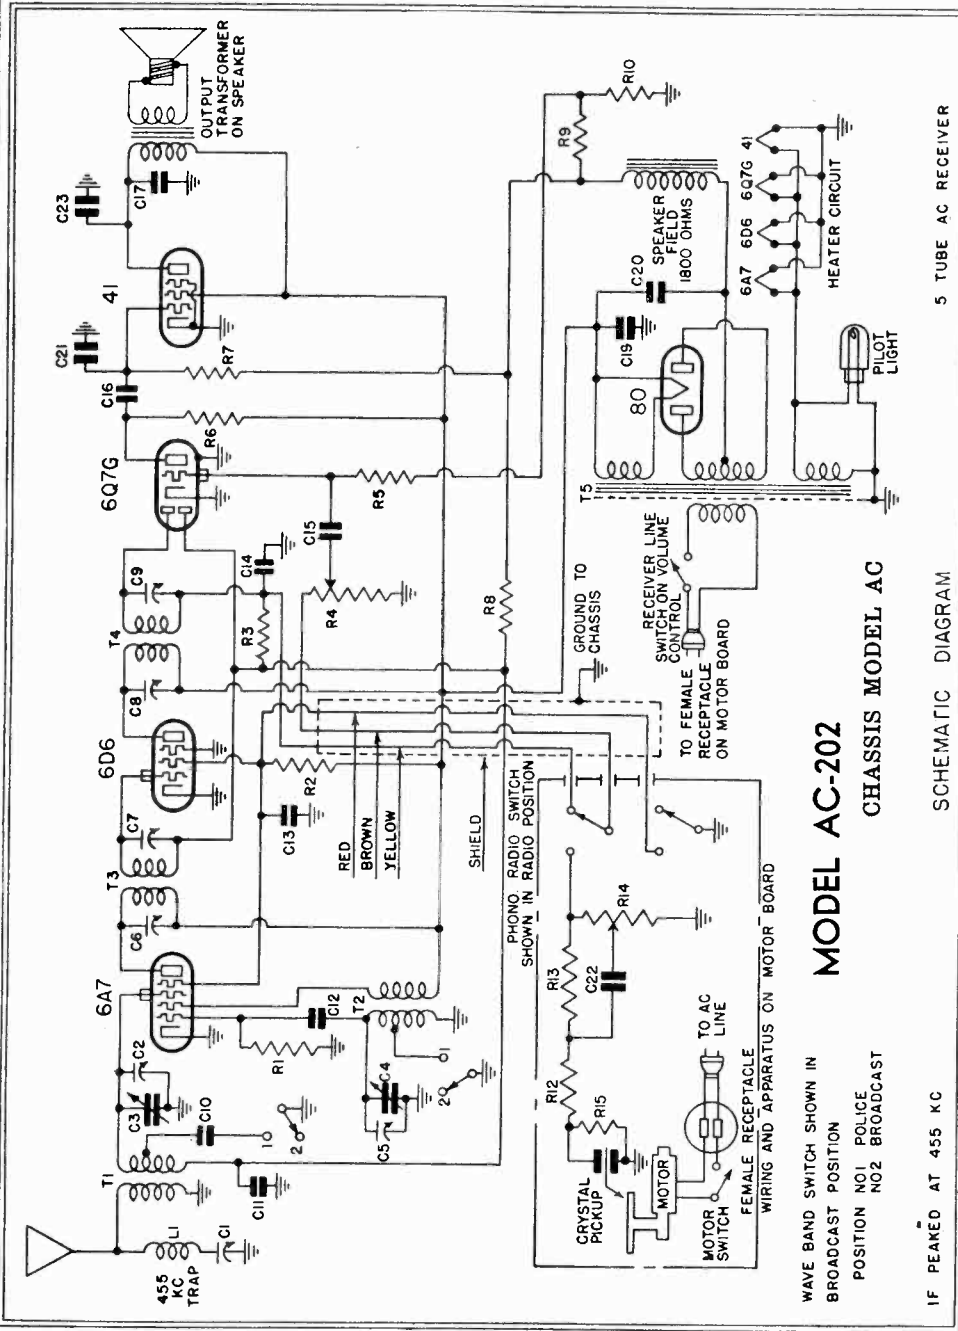 455
KC
TRAP
L1
C1
T1
C3
C2
C10
1
2
C11
6A7
C6
T3
C7
R1
C12
T2
C4
C5
1
2
6D6
C8
T4
C9
C13
R2
RED
BROWN
YELLOW
SHIELD
R3
C14
R4
C15
R5
6Q7G
R6
C16
R7
C21
41
C23
C17
OUTPUT
TRANSFORMER
ON SPEAKER
R8
R9
R10
PHONO. RADIO SWITCH
SHOWN IN RADIO POSITION
GROUND TO
CHASSIS
CRYSTAL
PICKUP
R15
R12
R13
C22
R14
MOTOR
MOTOR
SWITCH
TO AC
LINE
FEMALE RECEPTACLE
WIRING AND APPARATUS ON MOTOR BOARD
TO FEMALE
RECEPTACLE
ON MOTOR BOARD
RECEIVER LINE
SWITCH ON VOLUME
CONTROL
T5
80
C19
C20
SPEAKER
FIELD
1800 OHMS
6A7
6D6
6Q7G
41
HEATER CIRCUIT
PILOT
LIGHT
WAVE BAND SWITCH SHOWN IN
BROADCAST POSITION
POSITION NO1 POLICE
NO2 BROADCAST
MODEL AC-202
CHASSIS MODEL AC
IF PEAKED AT 455 KC
SCHEMATIC DIAGRAM
5 TUBE AC RECEIVER